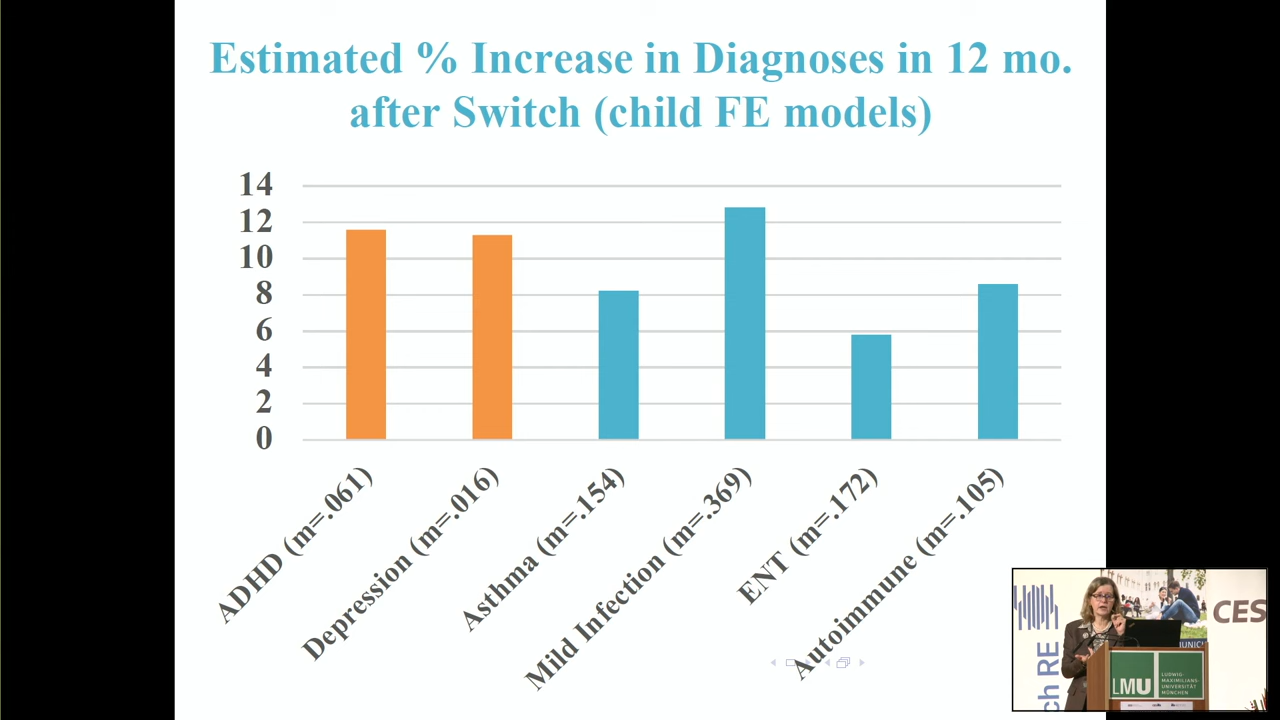 Estimated % Increase in Diagnoses in 12 mo.
after Switch (child FE models)
14
12
10
8
6
4
2
0
ADHD (m=.061)
Depression (m=.016)
Asthma (m=.154)
Mild Infection (m=.369)
ENT (m=.172)
Autoimmune (m=.105)
ch RE
CES
LMU
LUDWIG-
MAXIMILIANS-
UNIVERSITÄT
MÜNCHEN